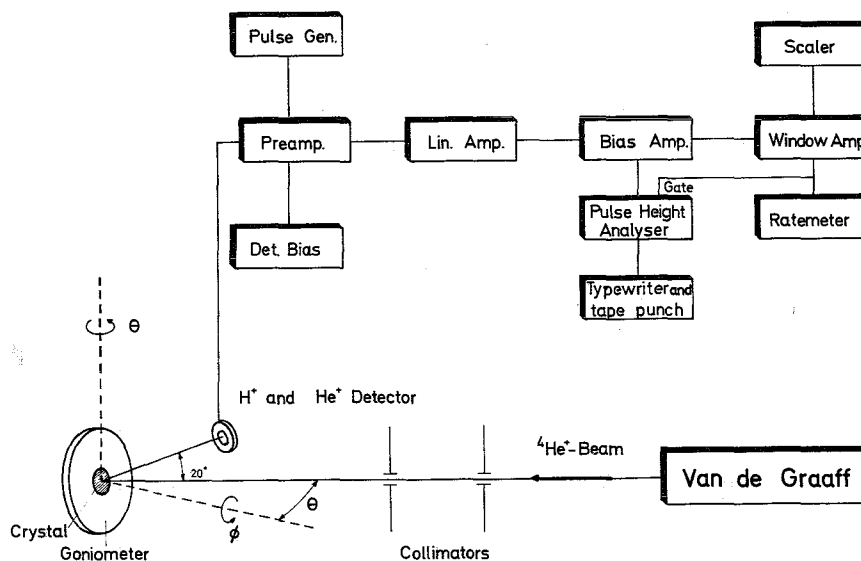 Pulse Gen.
Scaler
Preamp.
Lin. Amp.
Bias Amp.
Window Amp
Gate
Pulse Height
Analyser
Ratemeter
Det. Bias
Typewriter and
tape punch
θ
H⁺ and He⁺ Detector
⁴He⁺-Beam
20°
Van de Graaff
θ
Crystal
ϕ
Goniometer
Collimators